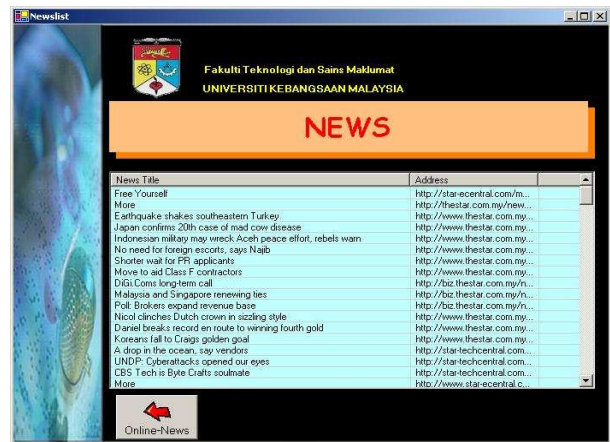 Newslist
Fakulti Teknologi dan Sains Maklumat
UNIVERSITI KEBANGSAAN MALAYSIA
NEWS
News Title Address
Free Yourself http://star-ecentral.com/m...
More http://thestar.com.my/new...
Earthquake shakes southeastern Turkey http://www.thestar.com.my...
Japan confirms 20th case of mad cow disease http://www.thestar.com.my...
Indonesian military may wreck Aceh peace effort, rebels warn http://www.thestar.com.my...
No need for foreign escorts, says Najib http://www.thestar.com.my...
Shorter wait for PR applicants http://www.thestar.com.my...
Move to aid Class F contractors http://www.thestar.com.my...
DiGi.Coms long-term call http://biz.thestar.com.my/n...
Malaysia and Singapore renewing ties http://biz.thestar.com.my/n...
Poll: Brokers expand revenue base http://biz.thestar.com.my/n...
Nicol clinches Dutch crown in sizzling style http://www.thestar.com.my...
Daniel breaks record en route to winning fourth gold http://www.thestar.com.my...
Koreans fall to Craigs golden goal http://www.thestar.com.my...
A drop in the ocean, say vendors http://star-techcentral.com...
UNDP: Cyberattacks opened our eyes http://star-techcentral.com...
CBS Tech is Byte Crafts soulmate http://star-techcentral.com...
More http://www.star-ecentral.c...
Online-News